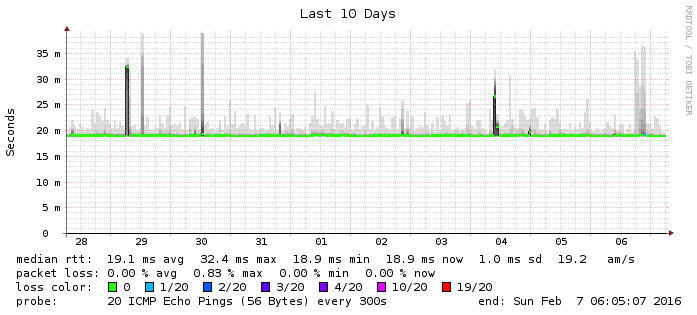 Last 10 Days
RRDTOOL / TOBI OETIKER
Seconds
35 m
30 m
25 m
20 m
15 m
10 m
5 m
0
28 29 30 31 01 02 03 04 05 06
median rtt: 19.1 ms avg 32.4 ms max 18.9 ms min 18.9 ms now 1.0 ms sd 19.2 am/s
packet loss: 0.00 % avg 0.83 % max 0.00 % min 0.00 % now
loss color: 0 1/20 2/20 3/20 4/20 10/20 19/20
probe: 20 ICMP Echo Pings (56 Bytes) every 300s end: Sun Feb 7 06:05:07 2016